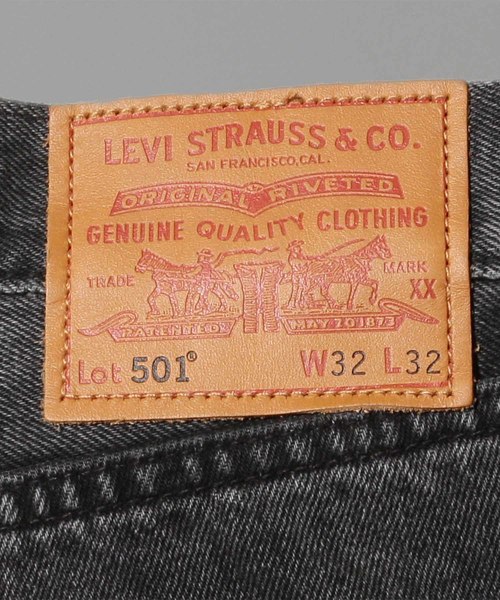 LEVI STRAUSS & CO.
SAN FRANCISCO, CAL.
ORIGINAL RIVETED
GENUINE QUALITY CLOTHING
TRADE MARK
XX
PATENTED MAY 20 1873
Lot 501® W32 L32